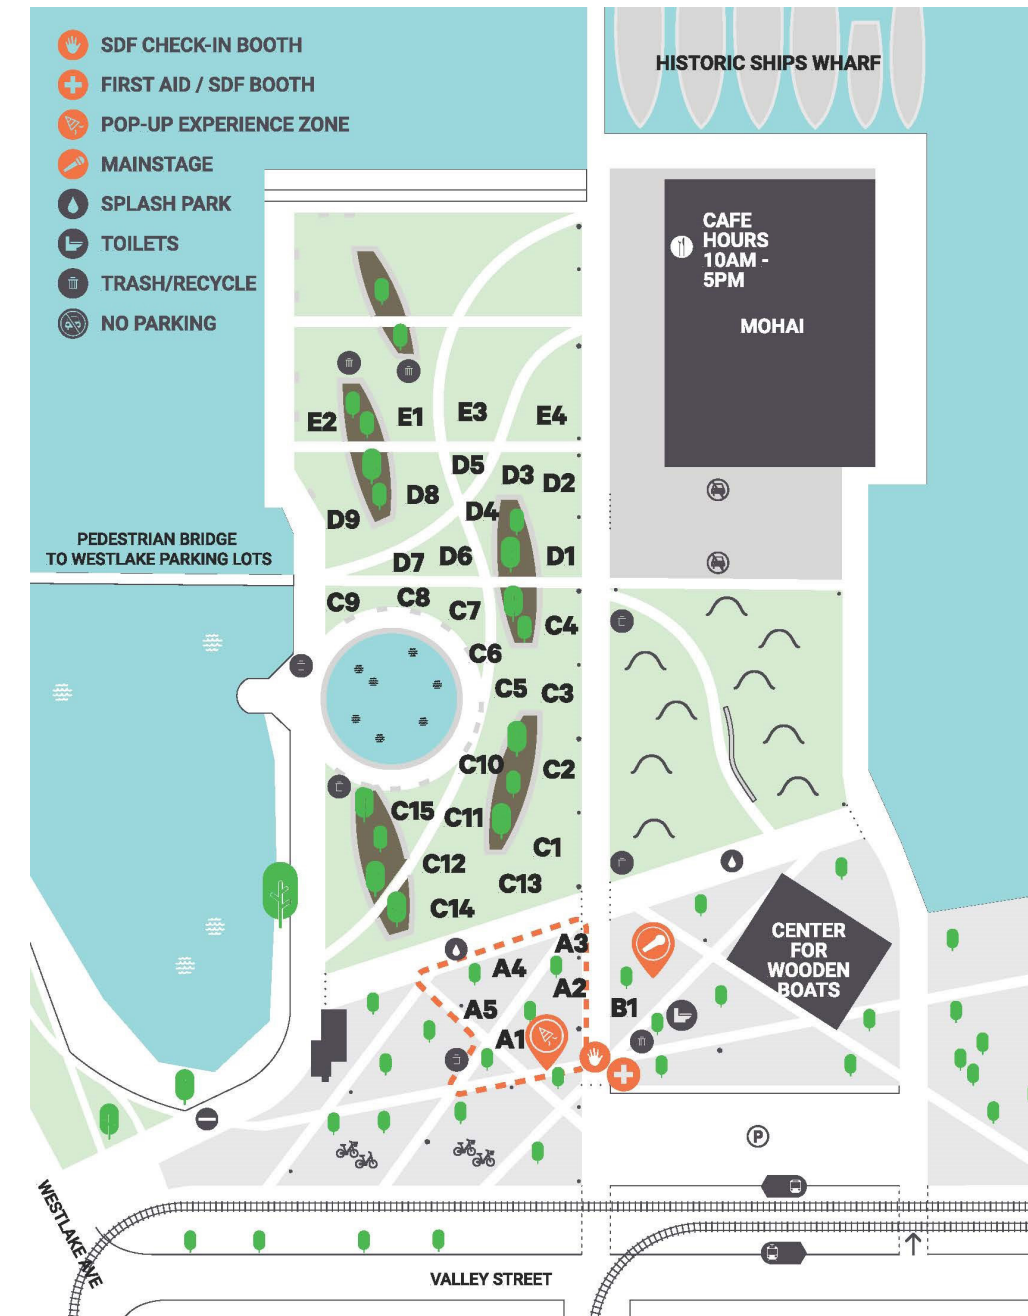 SDF CHECK-IN BOOTH
FIRST AID / SDF BOOTH
POP-UP EXPERIENCE ZONE
MAINSTAGE
SPLASH PARK
TOILETS
TRASH/RECYCLE
NO PARKING
HISTORIC SHIPS WHARF
CAFE
HOURS
10AM -
5PM
MOHAI
E2
E1
E3
E4
D5
D3
D2
D8
D4
D9
D7
D6
D1
PEDESTRIAN BRIDGE
TO WESTLAKE PARKING LOTS
C9
C8
C7
C4
C6
C5
C3
C10
C2
C15
C11
C1
C12
C13
C14
A3
A4
A2
A5
A1
B1
CENTER
FOR
WOODEN
BOATS
P
WESTLAKE AVE
VALLEY STREET